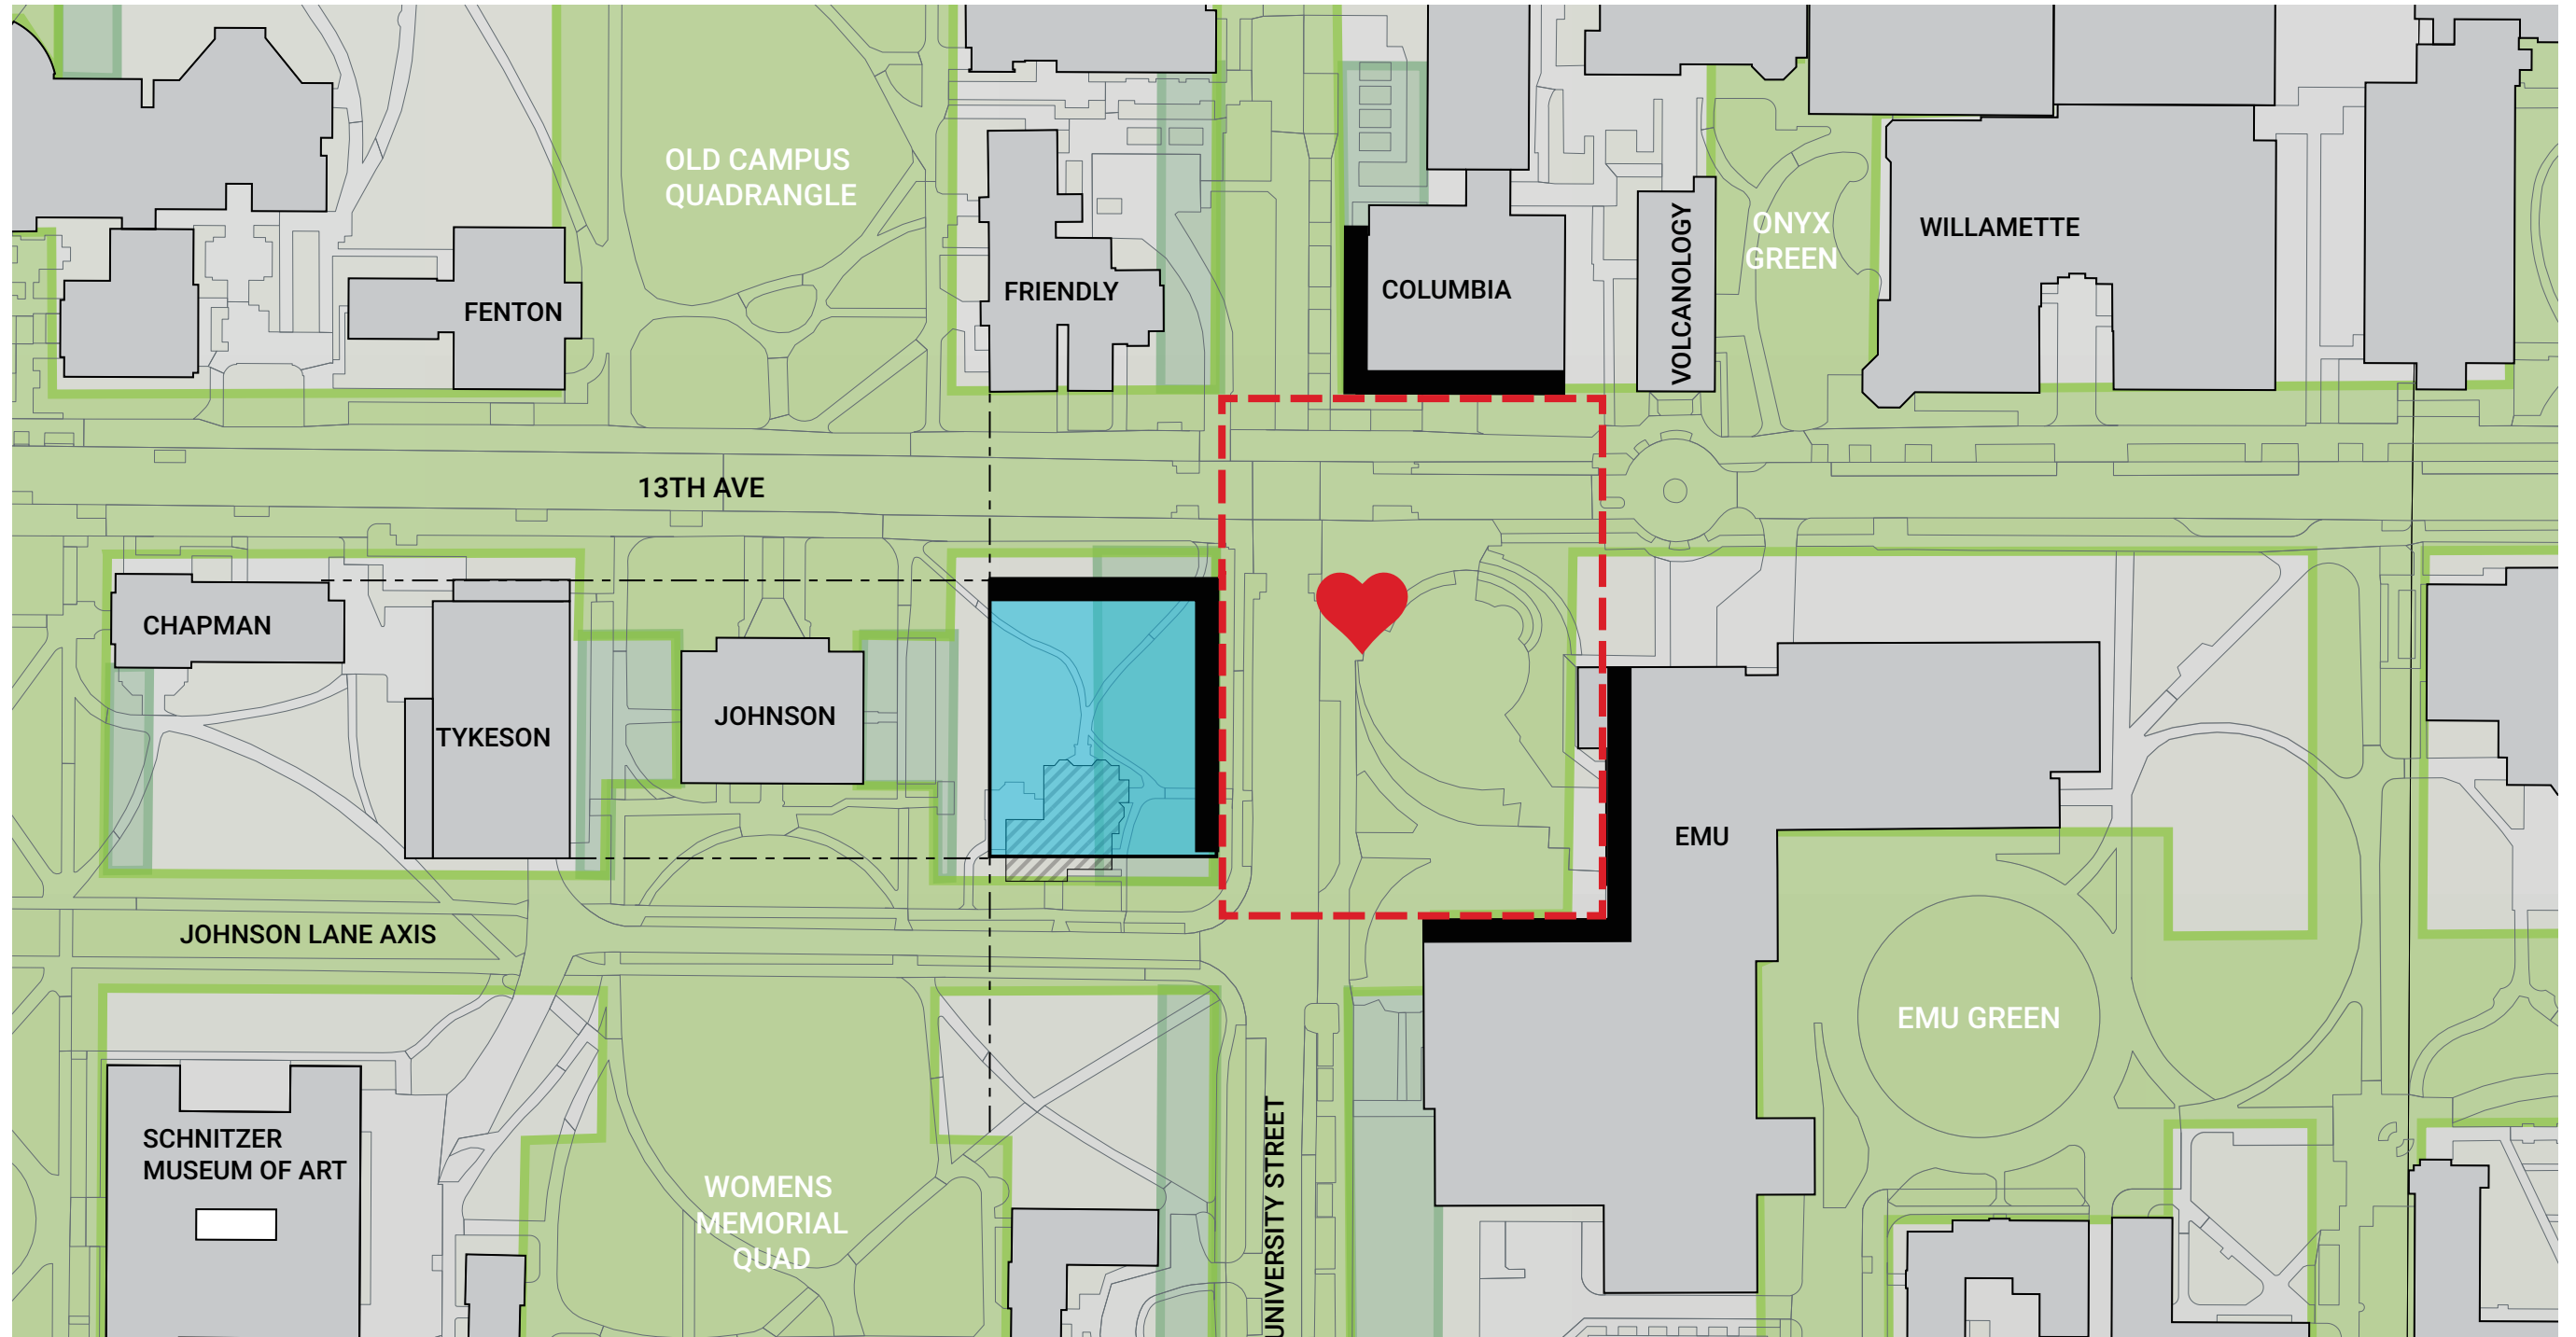 OLD CAMPUS
QUADRANGLE
FENTON
FRIENDLY
COLUMBIA
VOLCANOLOGY
ONYX
GREEN
WILLAMETTE
13TH AVE
CHAPMAN
TYKESON
JOHNSON
EMU
JOHNSON LANE AXIS
EMU GREEN
SCHNITZER
MUSEUM OF ART
WOMENS
MEMORIAL
QUAD
UNIVERSITY STREET